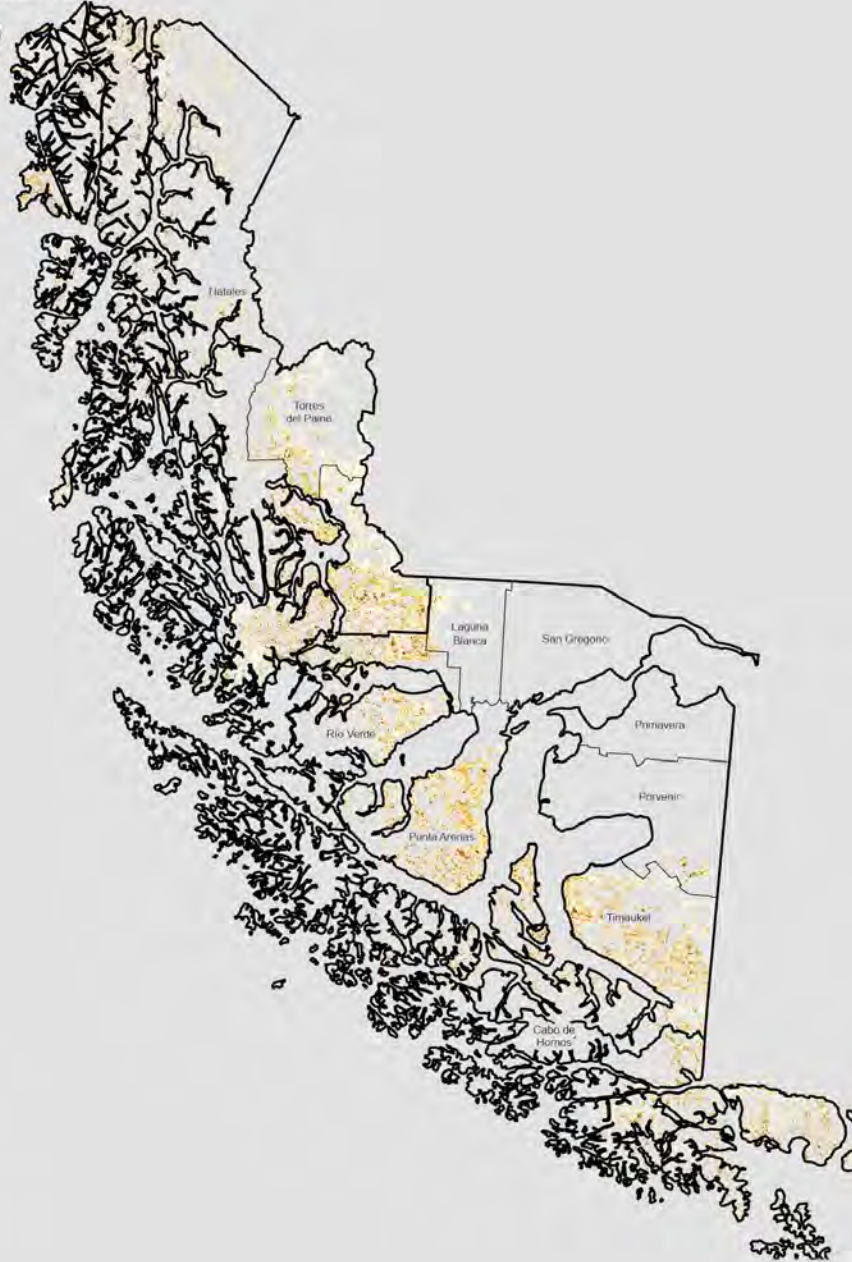 Natales
Torres
del Paine
Laguna
Blanca
San Gregorio
Primavera
Río Verde
Porvenir
Punta Arenas
Timaukel
Cabo de
Hornos